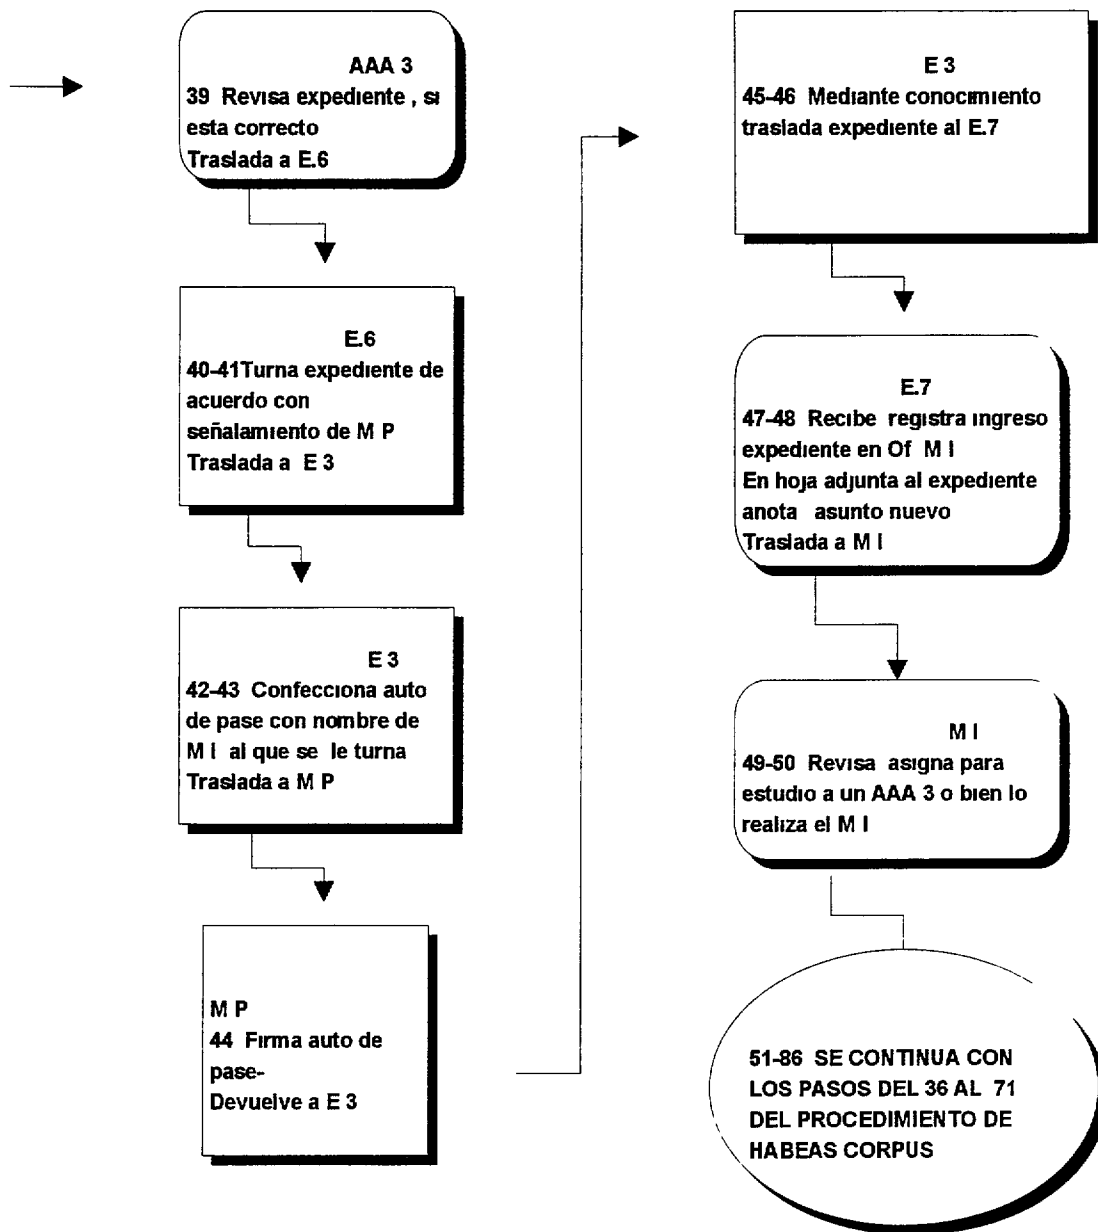 AAA 3
39 Revisa expediente , si
esta correcto
Traslada a E.6
E.6
40-41Turna expediente de
acuerdo con
señalamiento de M P
Traslada a E 3
E 3
42-43 Confecciona auto
de pase con nombre de
M I al que se le turna
Traslada a M P
M P
44 Firma auto de
pase-
Devuelve a E 3
E 3
45-46 Mediante conocimiento
traslada expediente al E.7
E.7
47-48 Recibe registra ingreso
expediente en Of M I
En hoja adjunta al expediente
anota asunto nuevo
Traslada a M I
M I
49-50 Revisa asigna para
estudio a un AAA 3 o bien lo
realiza el M I
51-86 SE CONTINUA CON
LOS PASOS DEL 36 AL 71
DEL PROCEDIMIENTO DE
HABEAS CORPUS